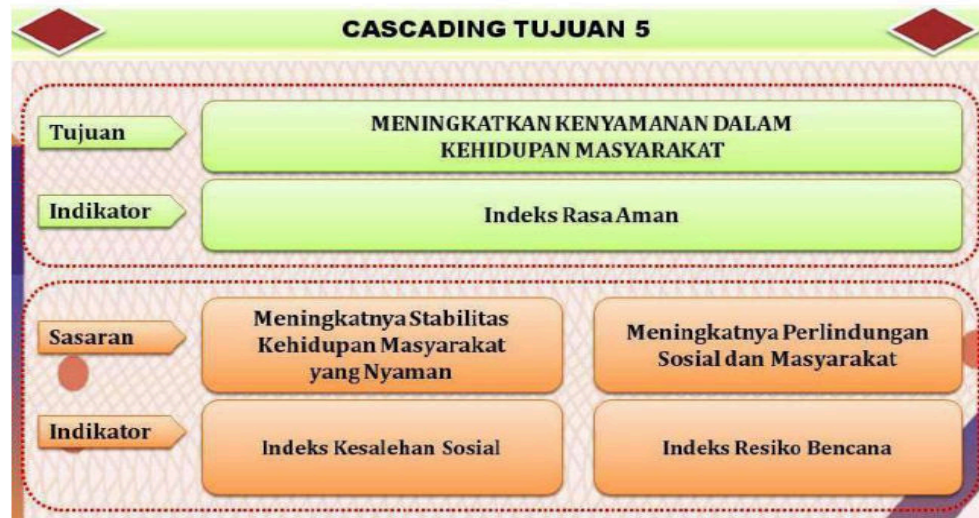 CASCADING TUJUAN 5
Tujuan
MENINGKATKAN KENYAMANAN DALAM
KEHIDUPAN MASYARAKAT
Indikator
Indeks Rasa Aman
Sasaran
Meningkatnya Stabilitas
Kehidupan Masyarakat
yang Nyaman
Meningkatnya Perlindungan
Sosial dan Masyarakat
Indikator
Indeks Kesalehan Sosial
Indeks Resiko Bencana